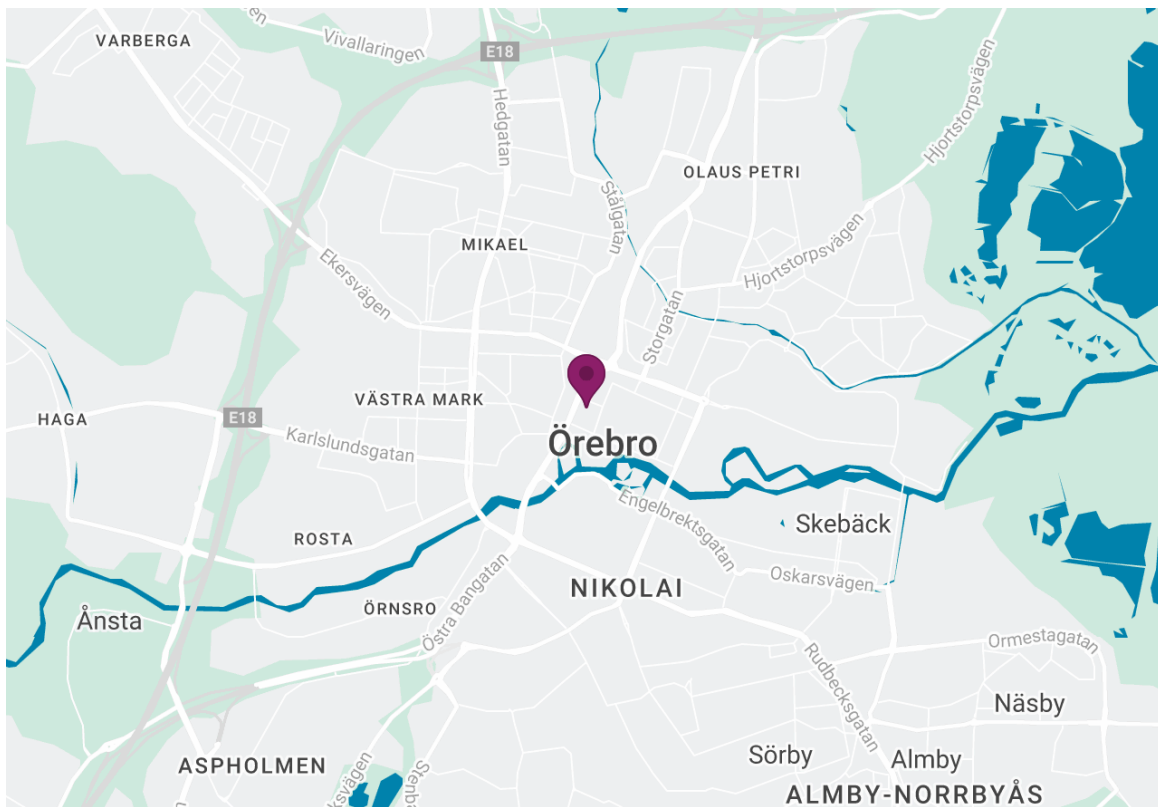 VARBERGA
Vivallaringen
E18
Hedgatan
Hjortstorpsvägen
OLAUS PETRI
Stålgatan
MIKAEL
Hjortstorpsvägen
Ekersvägen
Storgatan
VÄSTRA MARK
HAGA
E18
Karlslundsgatan
Örebro
Engelbrektsgatan
Skebäck
ROSTA
Oskarsvägen
NIKOLAI
ÖRNSRO
Östra Bangatan
Ånsta
Ormestagatan
Rudbecksgatan
Näsby
Sörby
Almby
ASPHOLMEN
ALMBY-NORRBYÅS